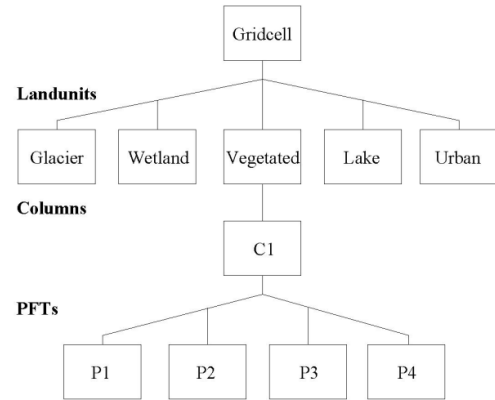 Gridcell
Landunits
Glacier
Wetland
Vegetated
Lake
Urban
Columns
C1
PFTs
P1
P2
P3
P4